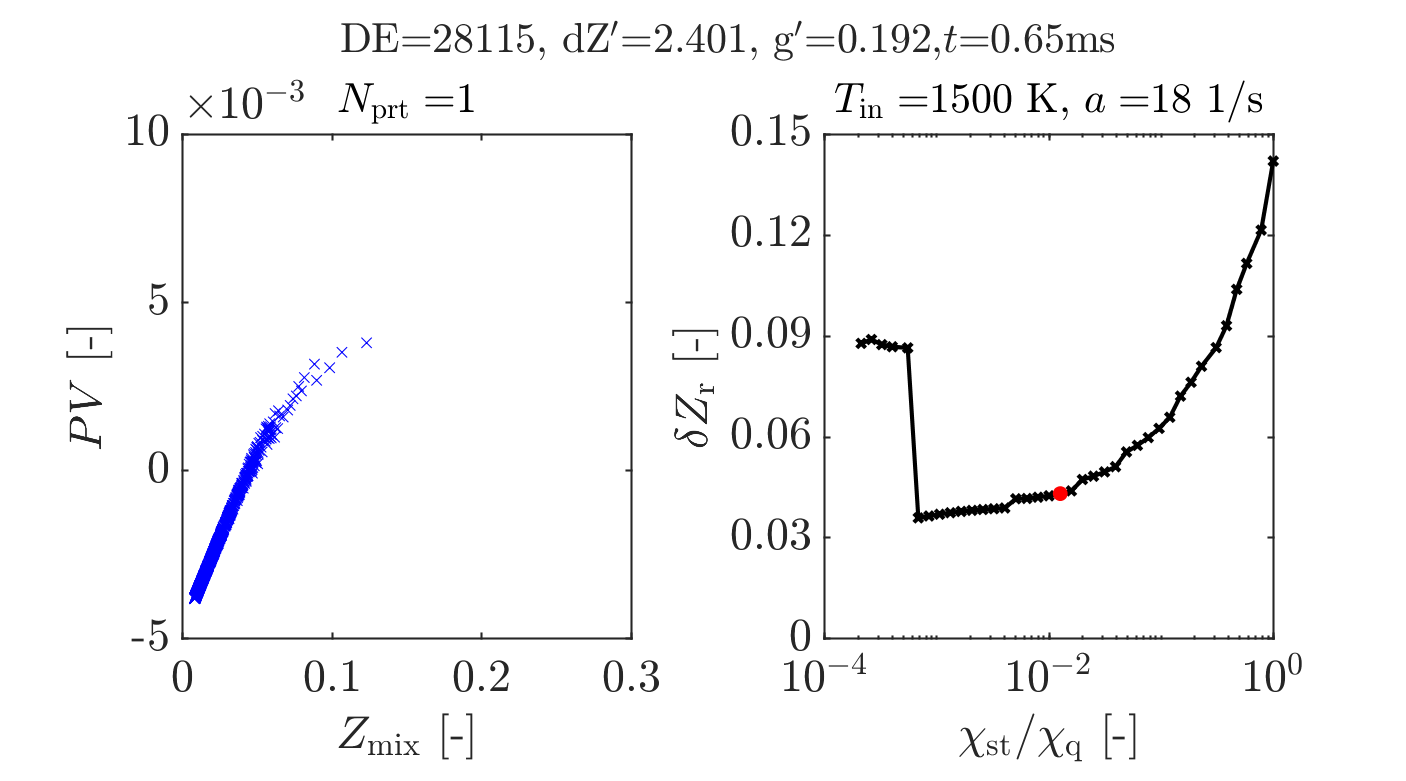 DE=28115, dZ′=2.401, g′=0.192,t=0.65ms
×10⁻³ N_prt =1
10
5
0
-5
PV [-]
0 0.1 0.2 0.3
Z_mix [-]
T_in =1500 K, a =18 1/s
0.15
0.12
0.09
0.06
0.03
0
δZ_r [-]
10⁻⁴ 10⁻² 10⁰
χ_st/χ_q [-]